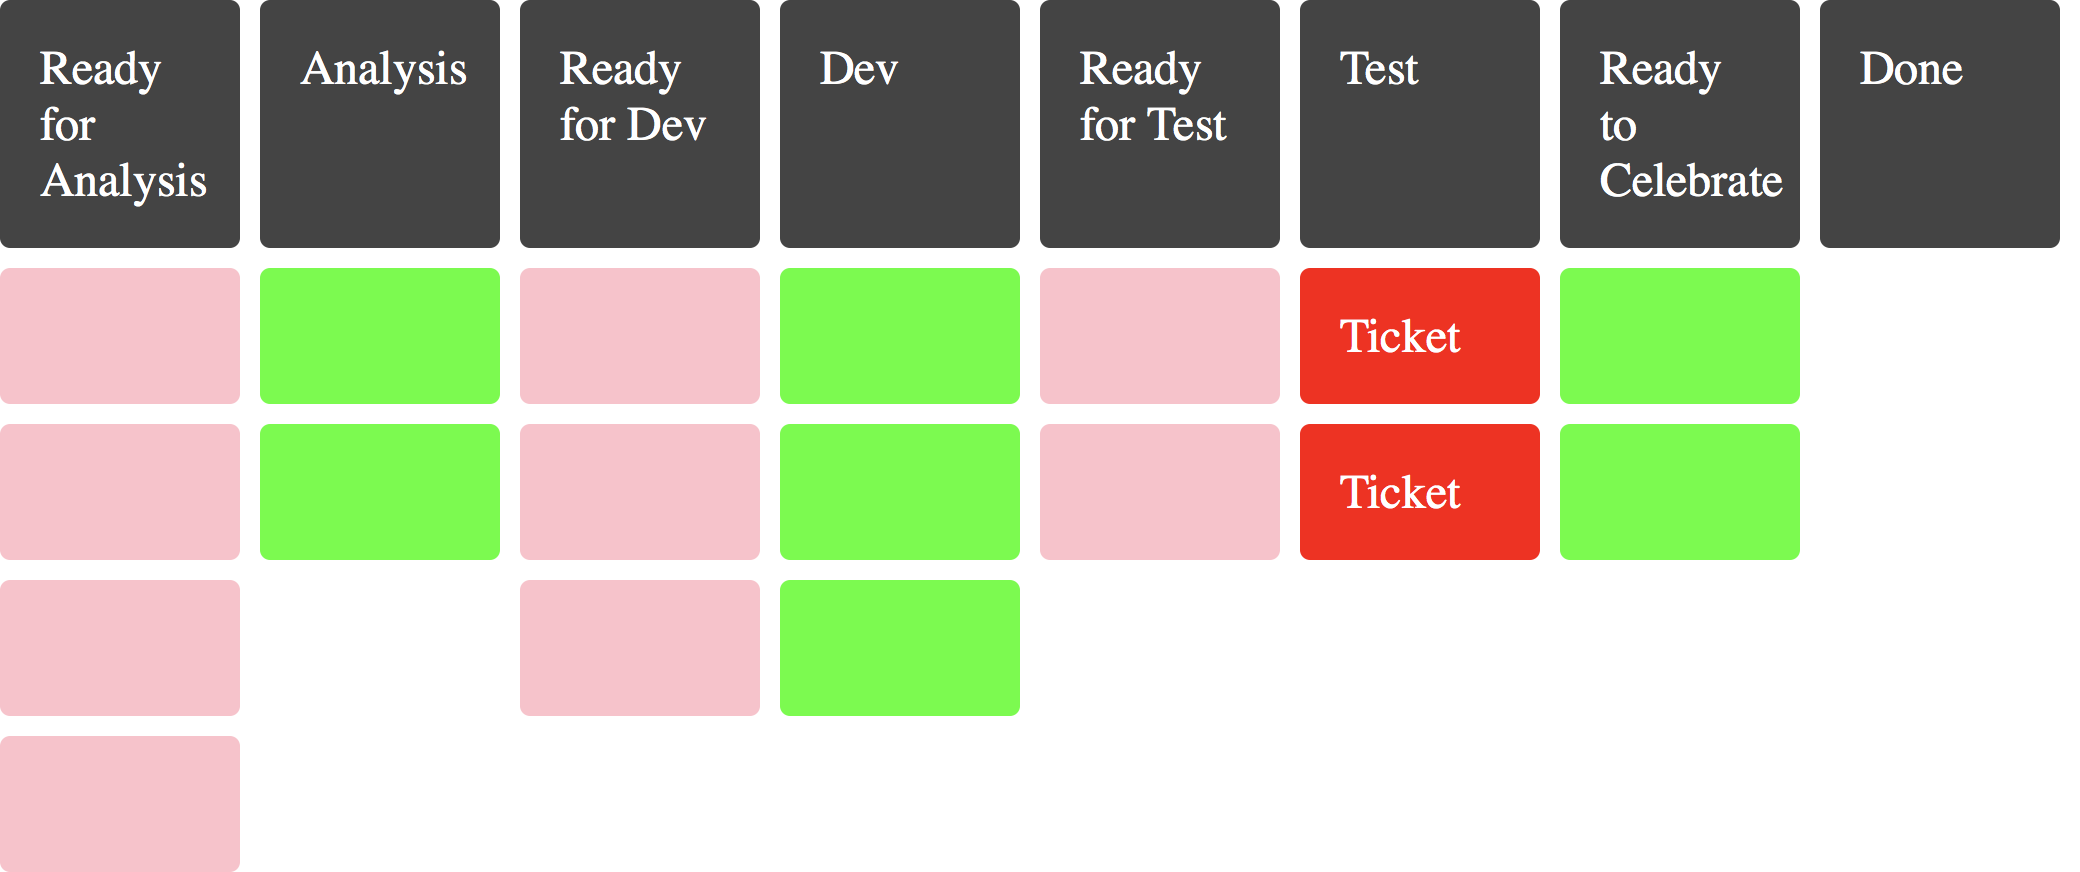 Ready
for
Analysis
Analysis
Ready
for Dev
Dev
Ready
for Test
Test
Ready
to
Celebrate
Done
Ticket
Ticket